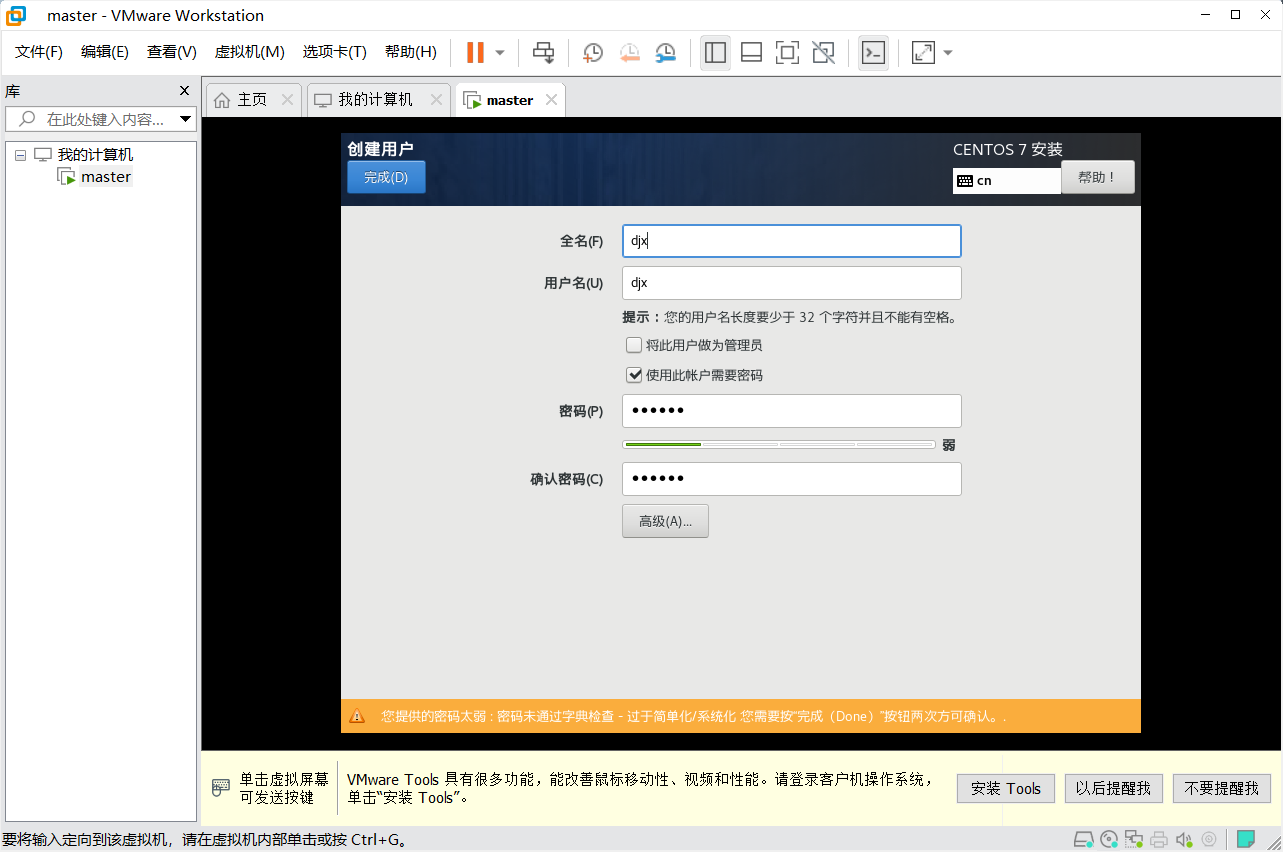 master - VMware Workstation
文件(F) 编辑(E) 查看(V) 虚拟机(M) 选项卡(T) 帮助(H)
库
在此处键入内容...
我的计算机
master
主页 我的计算机 master
创建用户
完成(D)
CENTOS 7 安装
cn
帮助！
全名(F) djx
用户名(U) djx
提示：您的用户名长度要少于 32 个字符并且不能有空格。
将此用户做为管理员
使用此帐户需要密码
密码(P) ••••••
弱
确认密码(C) ••••••
高级(A)...
您提供的密码太弱 : 密码未通过字典检查 - 过于简单化/系统化 您需要按“完成（Done）”按钮两次方可确认。.
单击虚拟屏幕
可发送按键
VMware Tools 具有很多功能，能改善鼠标移动性、视频和性能。请登录客户机操作系统，
单击“安装 Tools”。
安装 Tools 以后提醒我 不要提醒我
要将输入定向到该虚拟机，请在虚拟机内部单击或按 Ctrl+G。